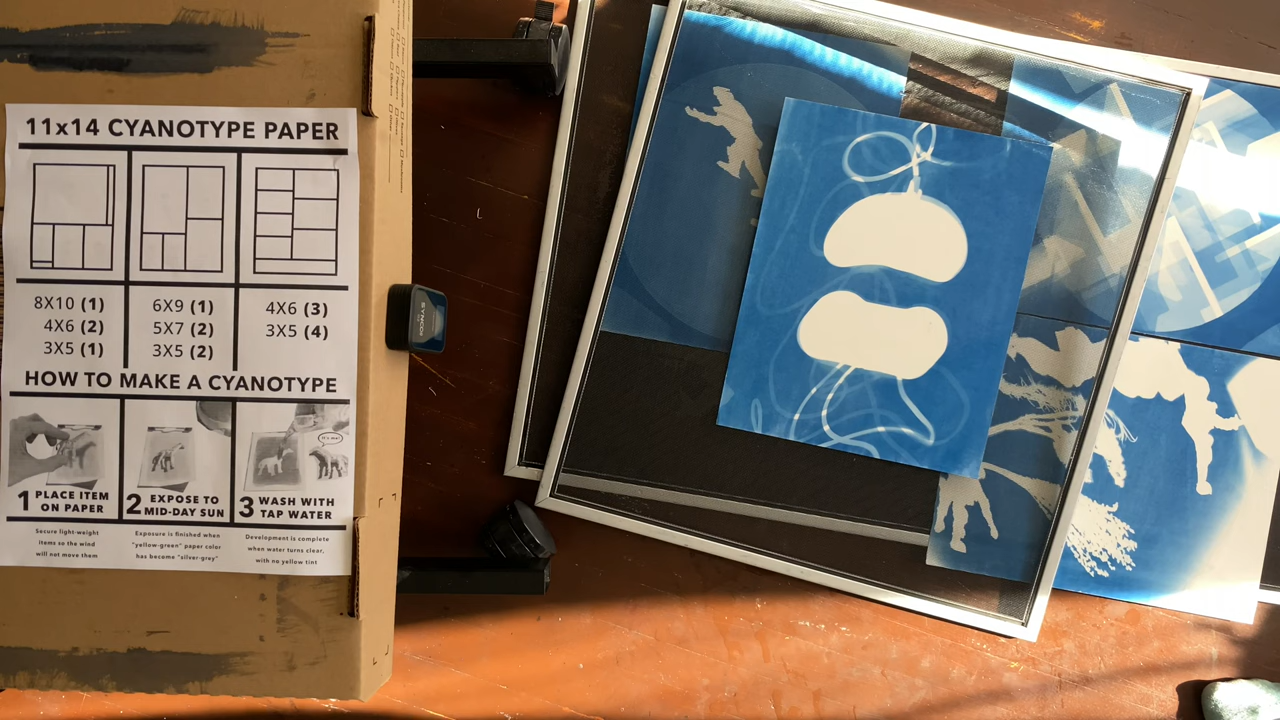 11x14 CYANOTYPE PAPER
8X10 (1)
4X6 (2)
3X5 (1)
6X9 (1)
5X7 (2)
3X5 (2)
4X6 (3)
3X5 (4)
HOW TO MAKE A CYANOTYPE
It's me!
1 PLACE ITEM
ON PAPER
Secure light-weight
items so the wind
will not move them
2 EXPOSE TO
MID-DAY SUN
Exposure is finished when
"yellow-green" paper color
has become "silver-grey"
3 WASH WITH
TAP WATER
Development is complete
when water turns clear,
with no yellow tint
SYNCO